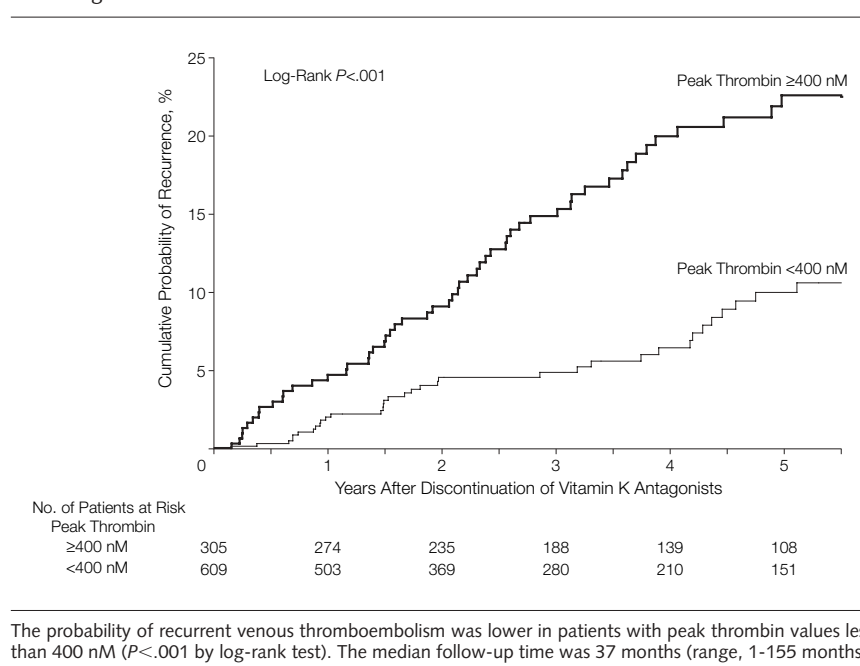 25
Log-Rank P<.001
Peak Thrombin ≥400 nM
20
15
Cumulative Probability of Recurrence, %
Peak Thrombin <400 nM
10
5
0 1 2 3 4 5
Years After Discontinuation of Vitamin K Antagonists
No. of Patients at Risk
Peak Thrombin
≥400 nM 305 274 235 188 139 108
<400 nM 609 503 369 280 210 151
The probability of recurrent venous thromboembolism was lower in patients with peak thrombin values
than 400 nM (P<.001 by log-rank test). The median follow-up time was 37 months (range, 1-155 months